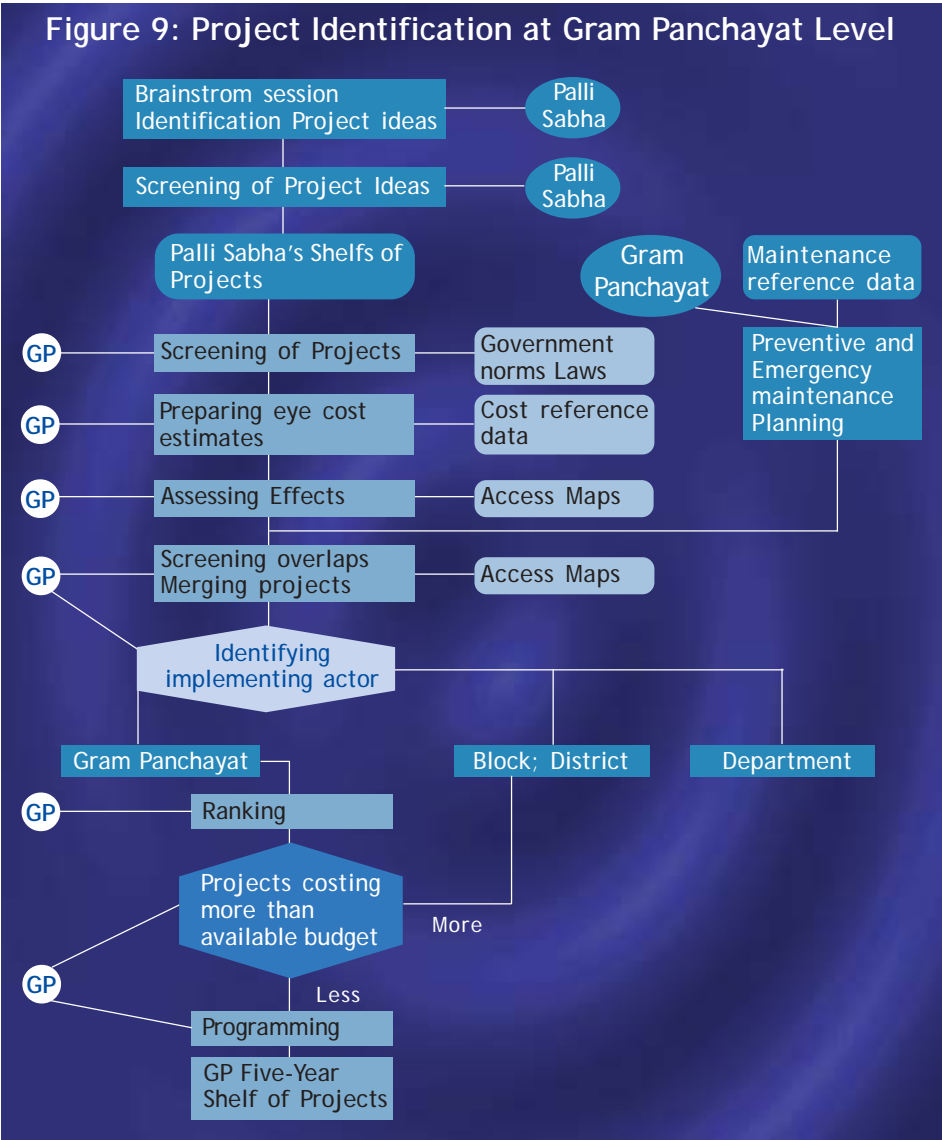 Figure 9: Project Identification at Gram Panchayat Level
Brainstrom session
Identification Project ideas
Palli
Sabha
Screening of Project Ideas
Palli
Sabha
Palli Sabha's Shelfs of
Projects
Gram
Panchayat
Maintenance
reference data
GP
Screening of Projects
Government
norms Laws
Preventive and
Emergency
maintenance
Planning
GP
Preparing eye cost
estimates
Cost reference
data
GP
Assessing Effects
Access Maps
GP
Screening overlaps
Merging projects
Access Maps
Identifying
implementing actor
Gram Panchayat
Block; District
Department
GP
Ranking
Projects costing
more than
available budget
More
GP
Less
Programming
GP Five-Year
Shelf of Projects